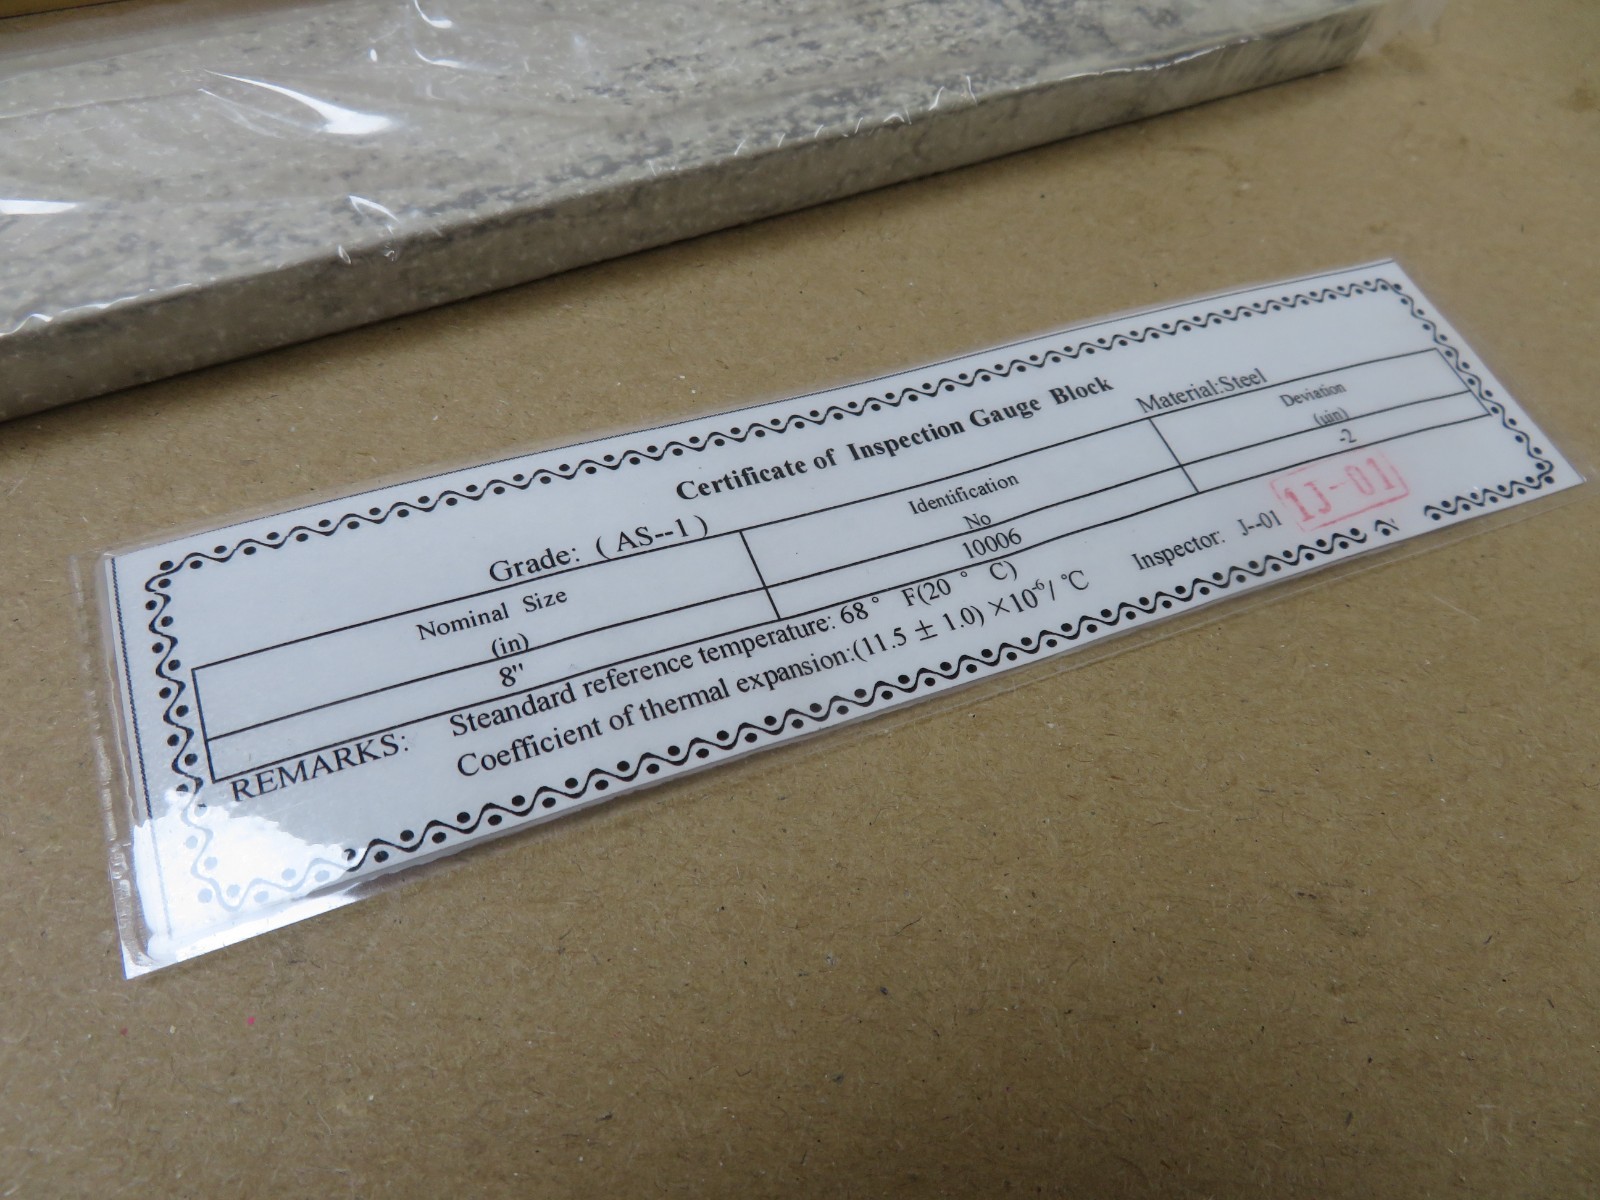 Certificate of Inspection Gauge Block
Grade: ( AS--1 )
Material:Steel
Nominal Size
(in)
Identification
No
Deviation
(μin)
8"
10006
-2
REMARKS: Steandard reference temperature: 68° F(20 ° C)
Coefficient of thermal expansion:(11.5 ± 1.0) ×10⁻⁶/ °C
Inspector: J--01
1J-01